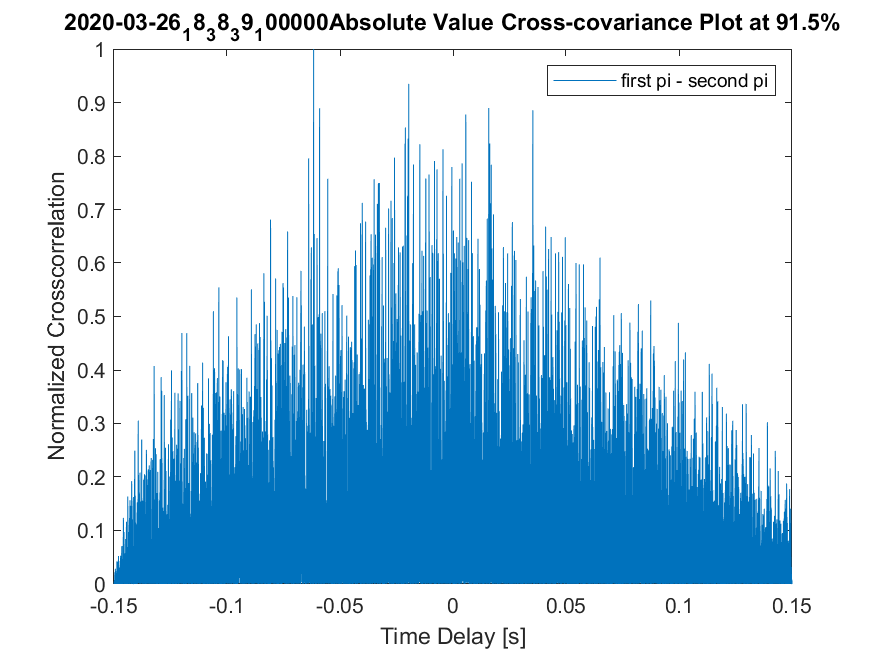 2020-03-26₁8₃8₃9₁00000Absolute Value Cross-covariance Plot at 91.5%
first pi - second pi
Normalized Crosscorrelation
1
0.9
0.8
0.7
0.6
0.5
0.4
0.3
0.2
0.1
0
-0.15 -0.1 -0.05 0 0.05 0.1 0.15
Time Delay [s]